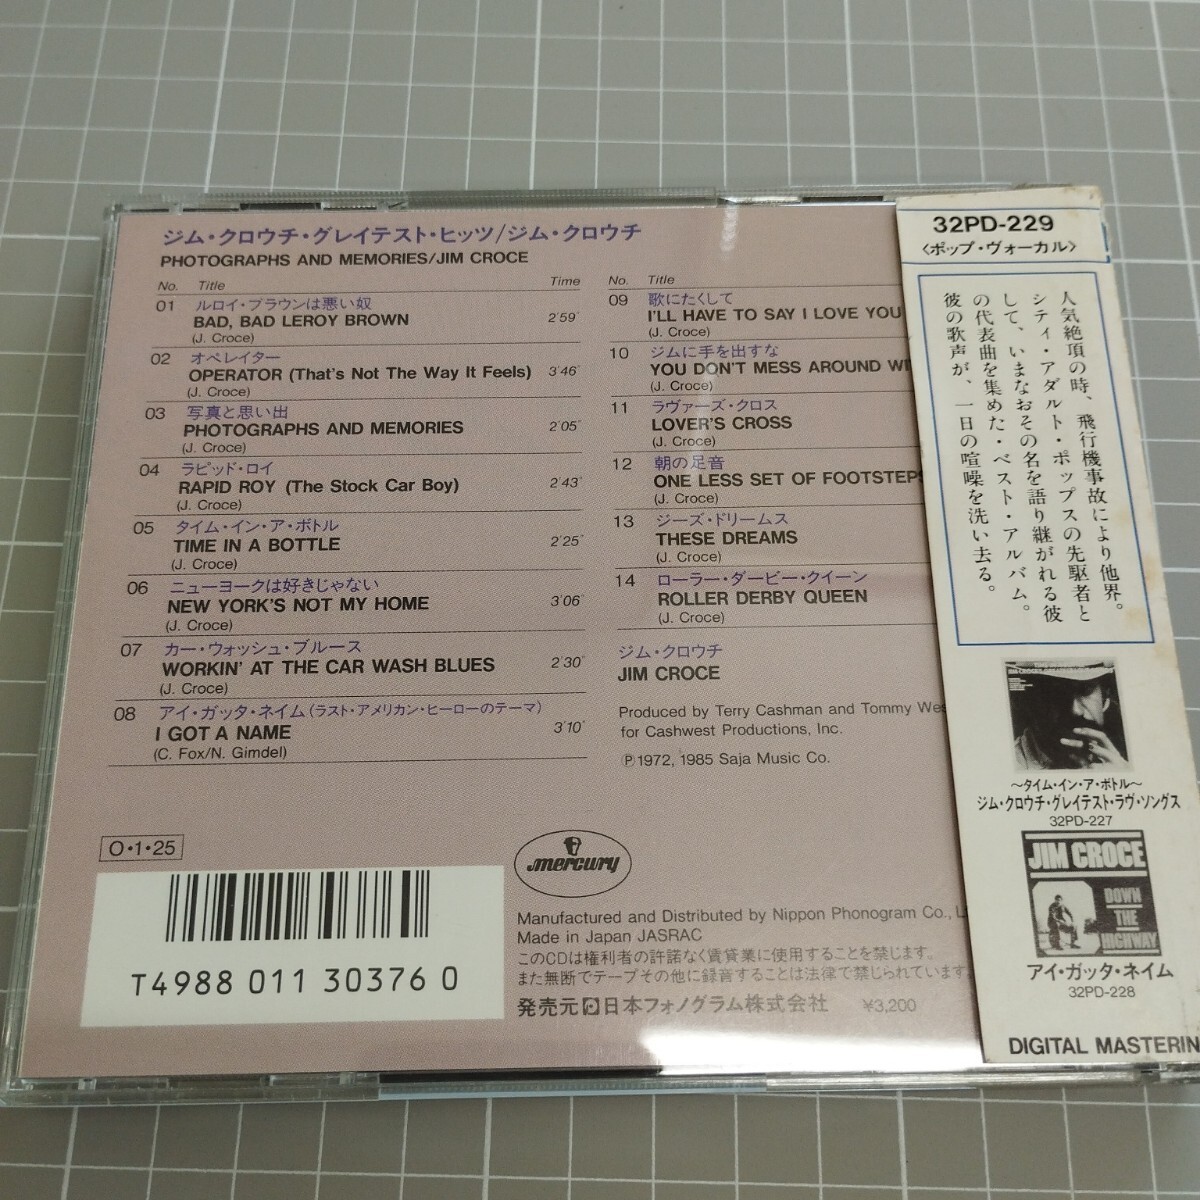 ジム・クロウチ・グレイテスト・ヒッツ/ジム・クロウチ
PHOTOGRAPHS AND MEMORIES/JIM CROCE
No. Title Time
01 ルロイ・ブラウンは悪い奴
BAD, BAD LEROY BROWN 2'59"
(J. Croce)
02 オペレイター
OPERATOR (That's Not The Way It Feels) 3'46"
(J. Croce)
03 写真と思い出
PHOTOGRAPHS AND MEMORIES 2'05"
(J. Croce)
04 ラピッド・ロイ
RAPID ROY (The Stock Car Boy) 2'43"
(J. Croce)
05 タイム・イン・ア・ボトル
TIME IN A BOTTLE 2'25"
(J. Croce)
06 ニューヨークは好きじゃない
NEW YORK'S NOT MY HOME 3'06"
(J. Croce)
07 カー・ウォッシュ・ブルース
WORKIN' AT THE CAR WASH BLUES 2'30"
(J. Croce)
08 アイ・ガッタ・ネイム(ラスト・アメリカン・ヒーローのテーマ)
I GOT A NAME 3'10"
(C. Fox/N. Gimdel)
No. Title
09 歌にたくして
I'LL HAVE TO SAY I LOVE YOU
(J. Croce)
10 ジムに手を出すな
YOU DON'T MESS AROUND WI
(J. Croce)
11 ラヴァーズ・クロス
LOVER'S CROSS
(J. Croce)
12 朝の足音
ONE LESS SET OF FOOTSTEPS
(J. Croce)
13 ジーズ・ドリームス
THESE DREAMS
(J. Croce)
14 ローラー・ダービー・クイーン
ROLLER DERBY QUEEN
(J. Croce)
ジム・クロウチ
JIM CROCE
Produced by Terry Cashman and Tommy Wes
for Cashwest Productions, Inc.
℗1972, 1985 Saja Music Co.
O・1・25
T4988 011 30376 0
mercury
Manufactured and Distributed by Nippon Phonogram Co., L
Made in Japan JASRAC
このCDは権利者の許諾なく賃貸業に使用することを禁じます。
また無断でテープその他に録音することは法律で禁じられています。
発売元 日本フォノグラム株式会社 ¥3,200
32PD-229
〈ポップ・ヴォーカル〉
人気絶頂の時、飛行機事故により他界。
シティ・アダルト・ポップスの先駆者と
して、いまなおその名を語り継がれる彼
の代表曲を集めた・ベスト・アルバム。
彼の歌声が、一日の喧噪を洗い去る。
〜タイム・イン・ア・ボトル〜
ジム・クロウチ・グレイテスト・ラヴ・ソングス
32PD-227
JIM CROCE
DOWN
THE
HIGHWAY
アイ・ガッタ・ネイム
32PD-228
DIGITAL MASTERIN